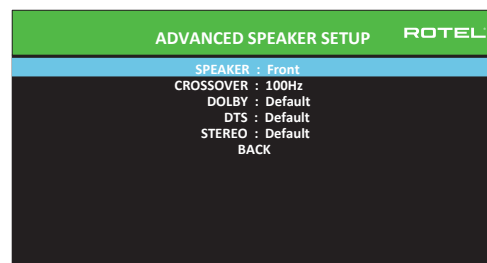 ADVANCED SPEAKER SETUP ROTEL
SPEAKER : Front
CROSSOVER : 100Hz
DOLBY : Default
DTS : Default
STEREO : Default
BACK